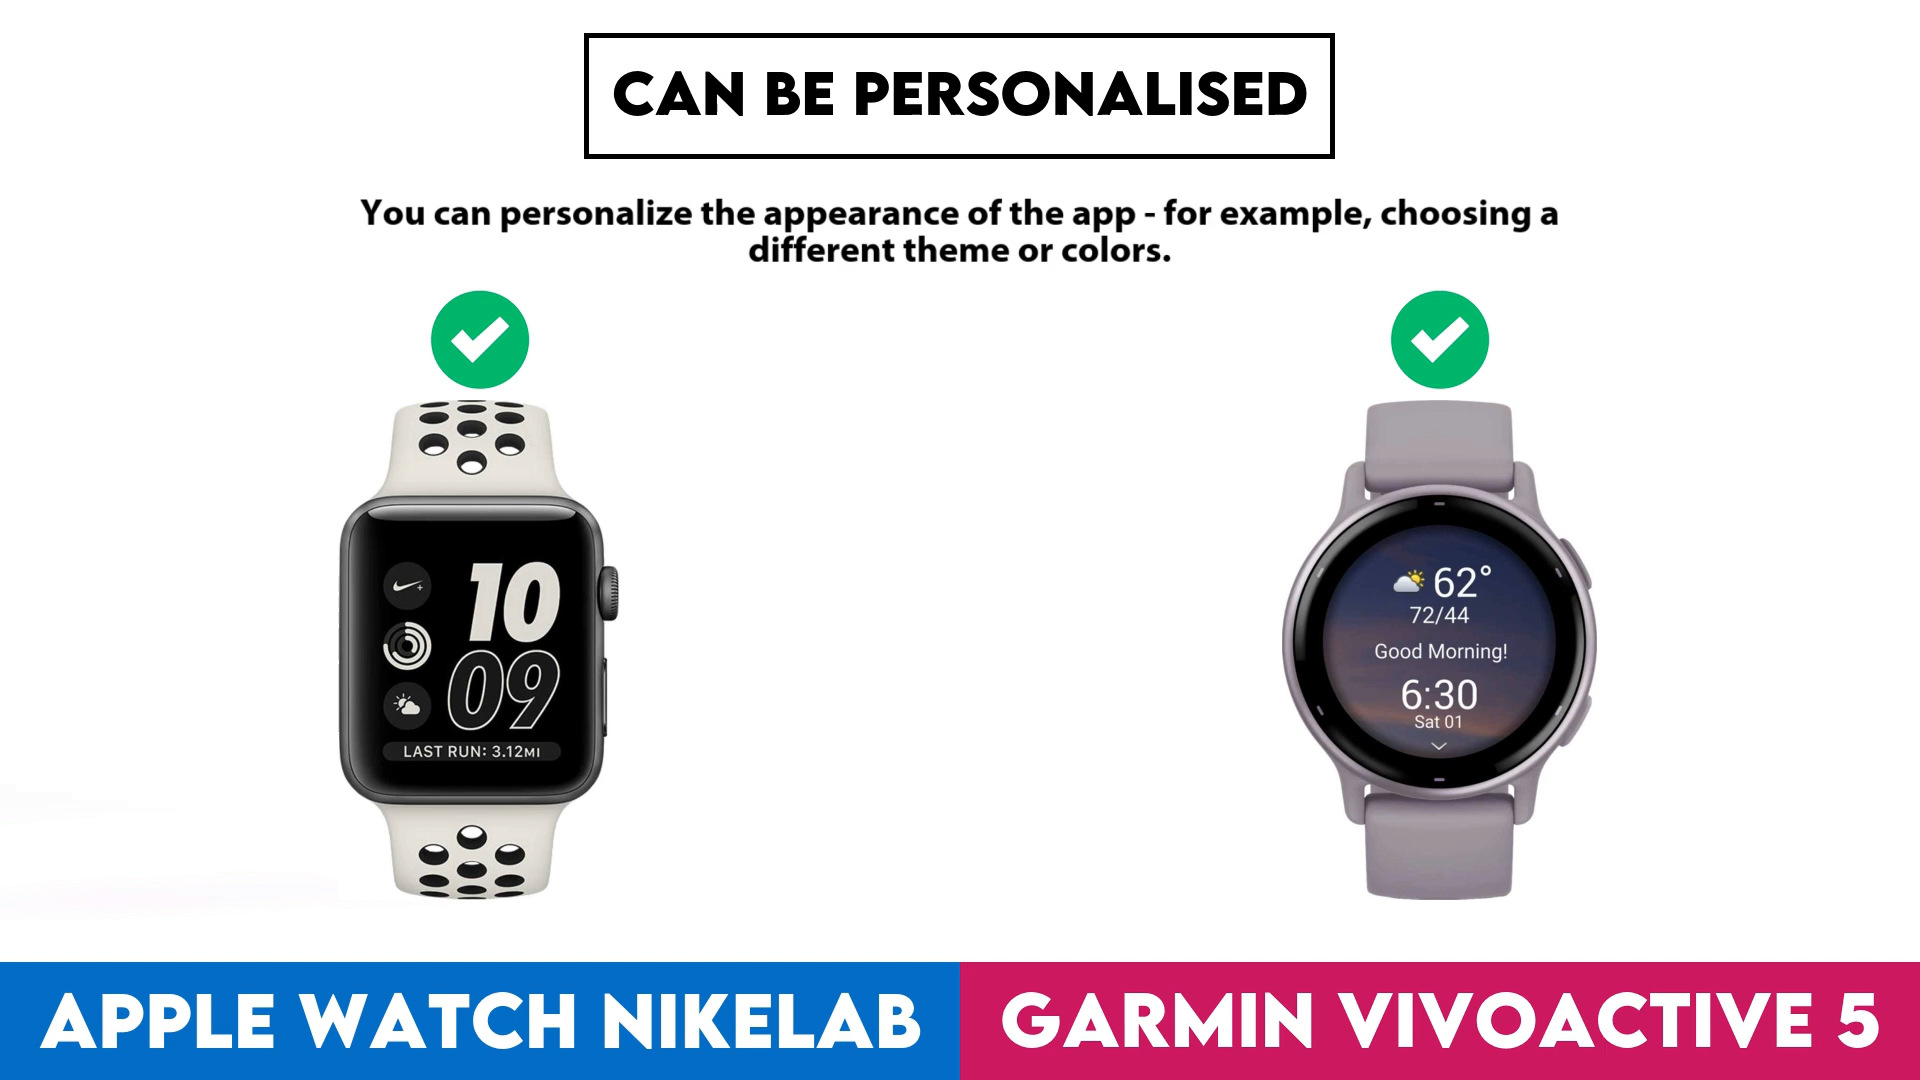 CAN BE PERSONALISED
You can personalize the appearance of the app - for example, choosing a
different theme or colors.
10
09
LAST RUN: 3.12MI
62°
72/44
Good Morning!
6:30
Sat 01
APPLE WATCH NIKELAB
GARMIN VIVOACTIVE 5